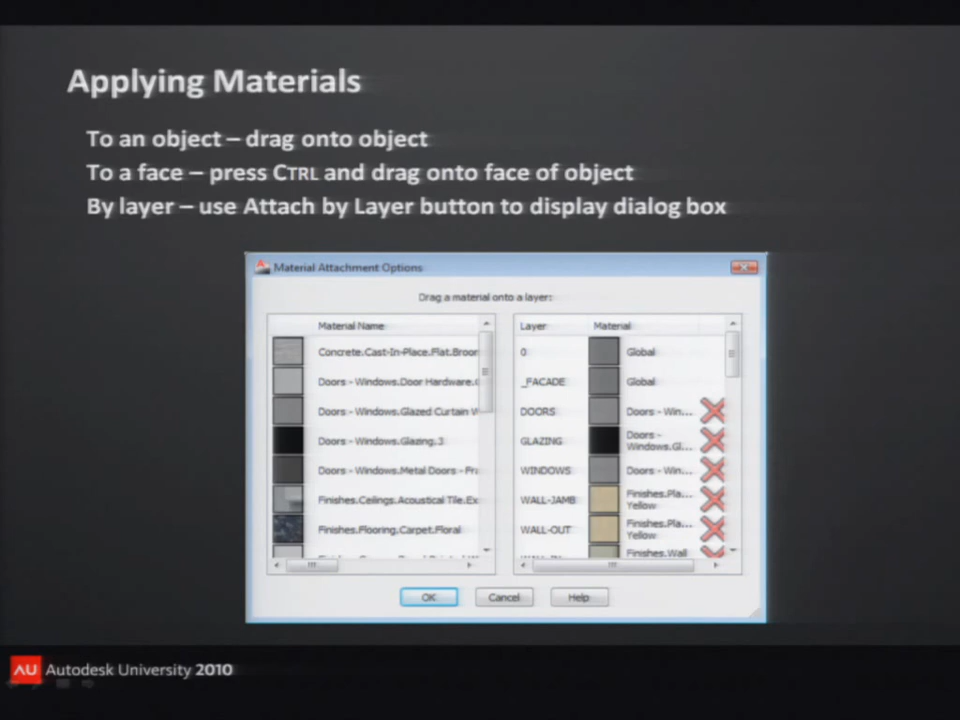 Applying Materials
To an object – drag onto object
To a face – press CTRL and drag onto face of object
By layer – use Attach by Layer button to display dialog box
Material Attachment Options
Drag a material onto a layer:
Material Name
Concrete.Cast-In-Place.Flat.Broor
Doors - Windows.Door Hardware.
Doors - Windows.Glazed Curtain W
Doors - Windows.Glazing.3
Doors - Windows.Metal Doors - Fra
Finishes.Ceilings.Acoustical Tile.Ex
Finishes.Flooring.Carpet.Floral
Layer Material
0 Global
_FACADE Global
DOORS Doors - Win...
GLAZING Doors -
Windows.Gl...
WINDOWS Doors - Win...
WALL-JAMB Finishes.Pla...
Yellow
WALL-OUT Finishes.Pla...
Yellow
Finishes.Wall
OK Cancel Help
AU Autodesk University 2010